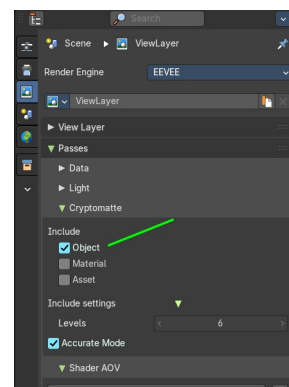 Search
Scene ViewLayer
Render Engine EEVEE
ViewLayer
View Layer
Passes
Data
Light
Cryptomatte
Include
Object
Material
Asset
Include settings
Levels 6
Accurate Mode
Shader AOV